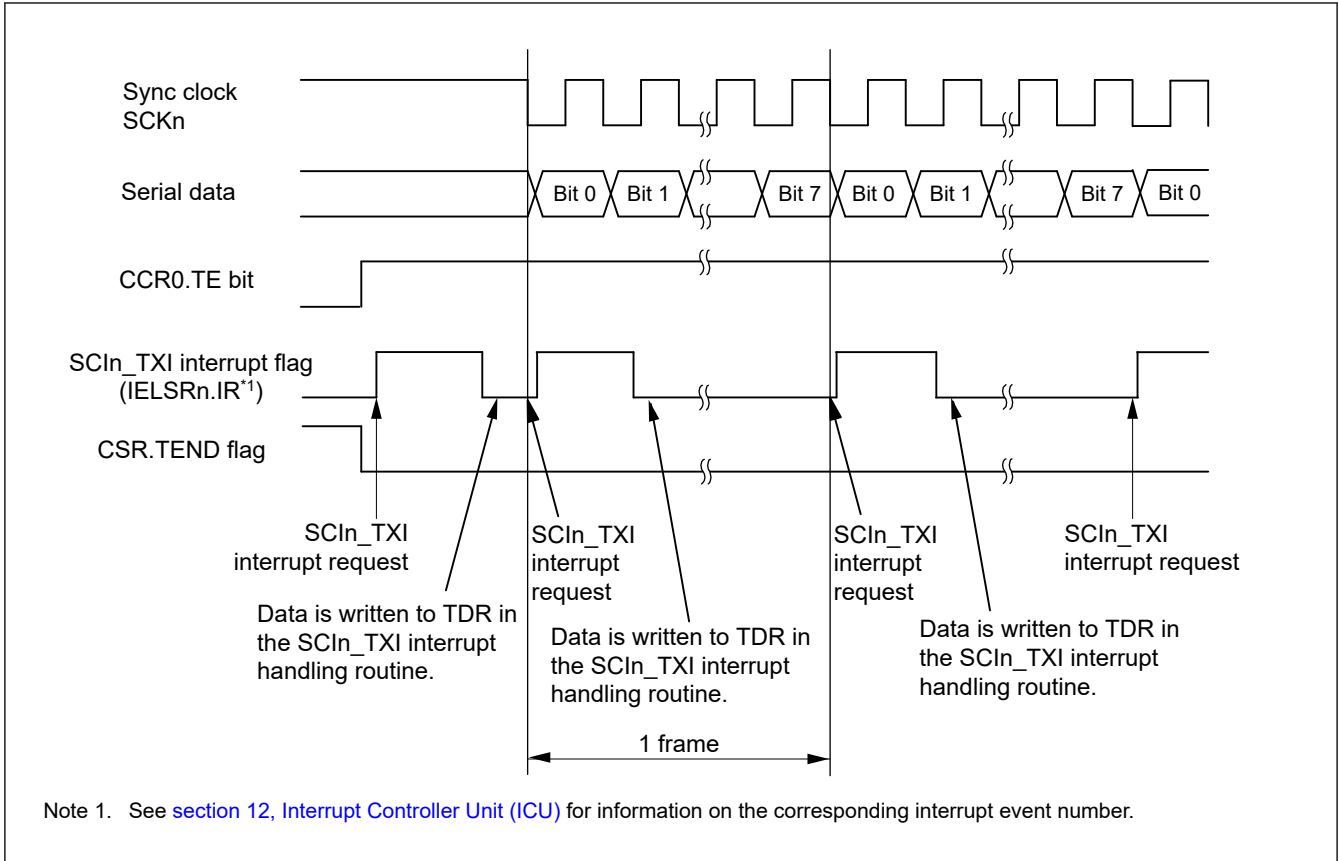 Sync clock
SCKn
Serial data
Bit 0
Bit 1
Bit 7
Bit 0
Bit 1
Bit 7
Bit 0
CCR0.TE bit
SCIn_TXI interrupt flag
(IELSRn.IR*1)
CSR.TEND flag
SCIn_TXI
interrupt request
Data is written to TDR in
the SCIn_TXI interrupt
handling routine.
SCIn_TXI
interrupt
request
Data is written to TDR in
the SCIn_TXI interrupt
handling routine.
SCIn_TXI
interrupt
request
Data is written to TDR in
the SCIn_TXI interrupt
handling routine.
SCIn_TXI
interrupt request
1 frame
Note 1. See section 12, Interrupt Controller Unit (ICU) for information on the corresponding interrupt event number.